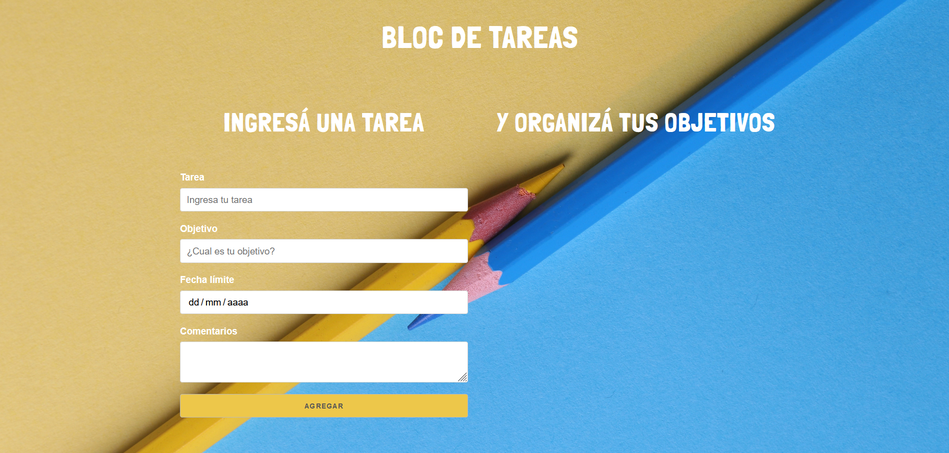 BLOC DE TAREAS
INGRESÁ UNA TAREA
Y ORGANIZÁ TUS OBJETIVOS
Tarea
Ingresa tu tarea
Objetivo
¿Cual es tu objetivo?
Fecha límite
dd/mm/aaaa
Comentarios
AGREGAR